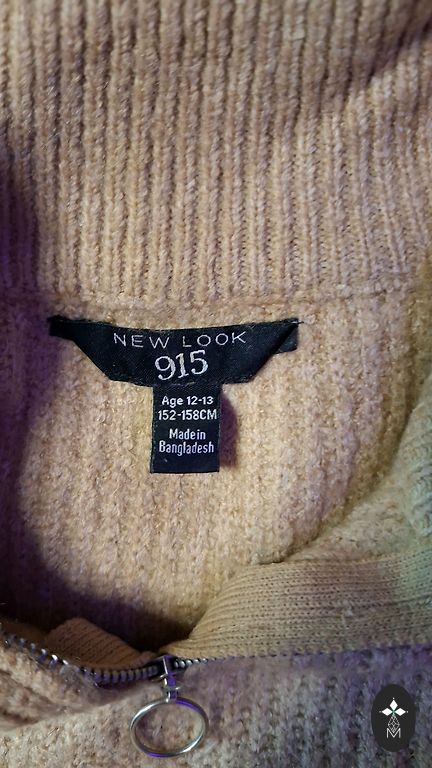 NEW LOOK
915
Age 12-13
152-158CM
Made in
Bangladesh
M